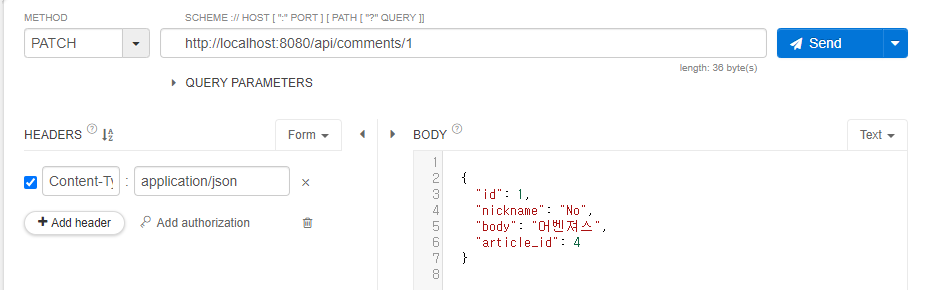 METHOD
SCHEME :// HOST [ ":" PORT ] [ PATH [ "?" QUERY ]]
PATCH
http://localhost:8080/api/comments/1
Send
length: 36 byte(s)
QUERY PARAMETERS
HEADERS
Form
BODY
Text
Content-Ty : application/json
Add header
Add authorization
1
2 {
3 "id": 1,
4 "nickname": "No",
5 "body": "어벤져스",
6 "article_id": 4
7 }
8